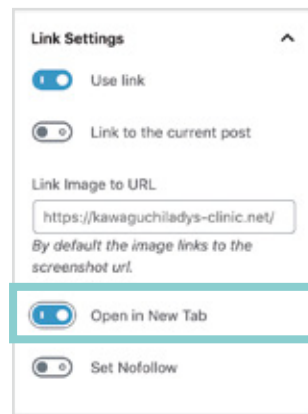 Link Settings
Use link
Link to the current post
Link Image to URL
https://kawaguchiladys-clinic.net/
By default the image links to the
screenshot url.
Open in New Tab
Set Nofollow